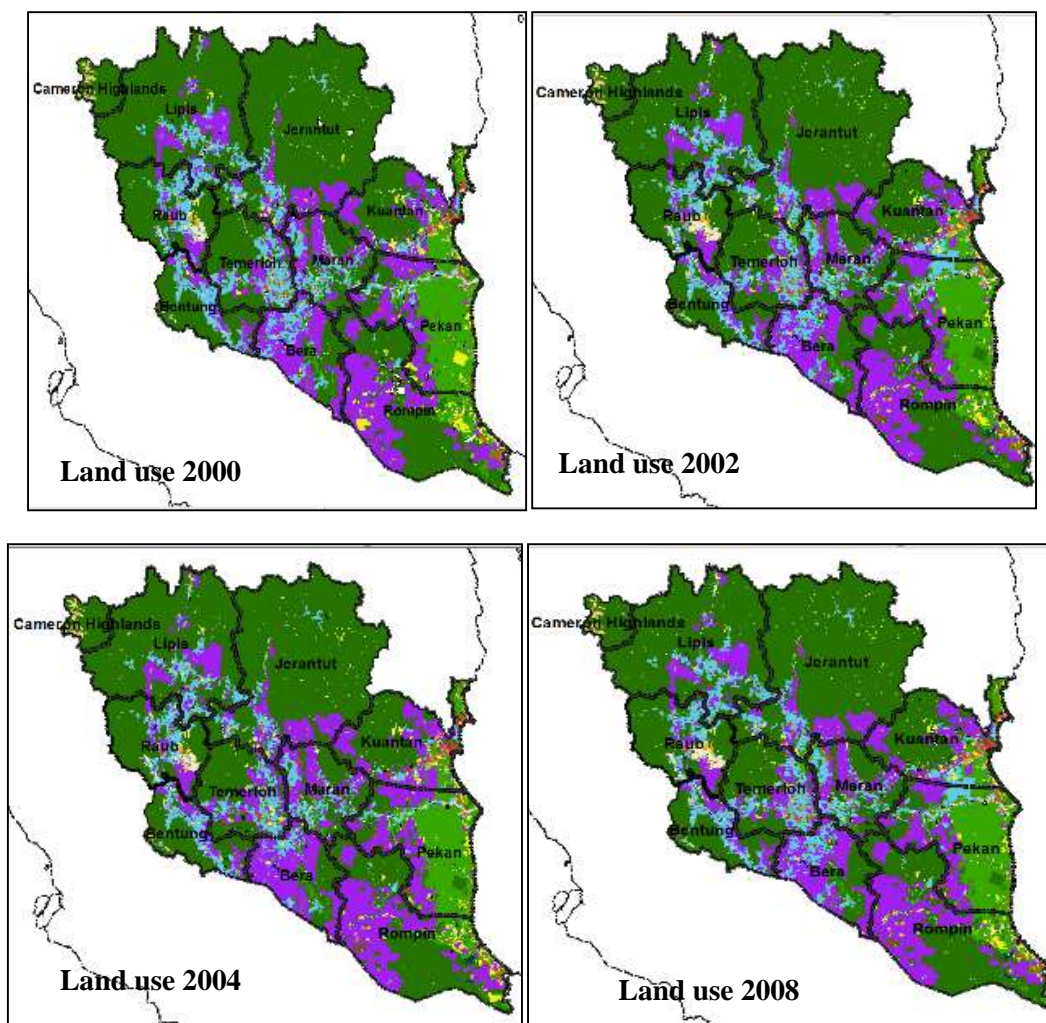 Cameron Highlands
Lipis
Jerantut
Raub
Kuantan
Temerloh
Maran
Bentung
Pekan
Bera
Rompin
Land use 2000
Cameron Highlands
Lipis
Jerantut
Raub
Kuantan
Temerloh
Maran
Bentung
Pekan
Bera
Rompin
Land use 2002
Cameron Highlands
Lipis
Jerantut
Raub
Kuantan
Temerloh
Maran
Bentung
Pekan
Bera
Rompin
Land use 2004
Cameron Highlands
Lipis
Jerantut
Raub
Kuantan
Temerloh
Maran
Bentung
Pekan
Bera
Rompin
Land use 2008